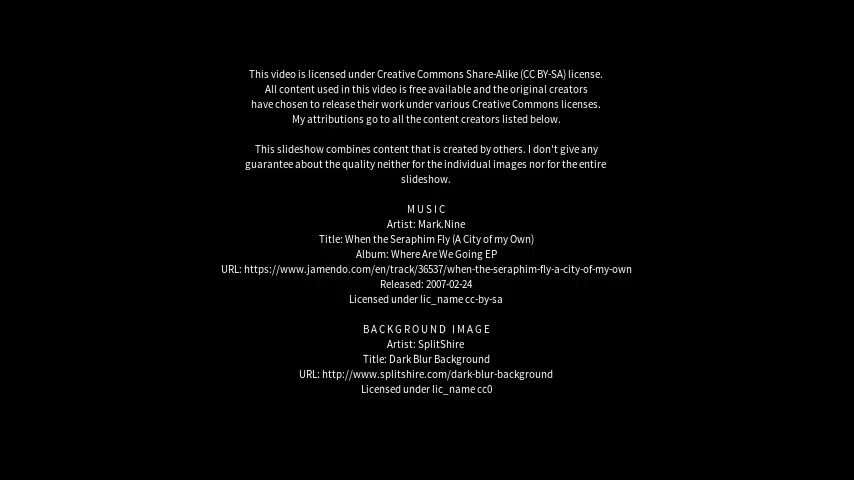 This video is licensed under Creative Commons Share-Alike (CC BY-SA) license.
All content used in this video is free available and the original creators
have chosen to release their work under various Creative Commons licenses.
My attributions go to all the content creators listed below.
This slideshow combines content that is created by others. I don't give any
guarantee about the quality neither for the individual images nor for the entire
slideshow.
MUSIC
Artist: Mark.Nine
Title: When the Seraphim Fly (A City of my Own)
Album: Where Are We Going EP
URL: https://www.jamendo.com/en/track/36537/when-the-seraphim-fly-a-city-of-my-own
Released: 2007-02-24
Licensed under lic_name cc-by-sa
BACKGROUND IMAGE
Artist: SplitShire
Title: Dark Blur Background
URL: http://www.splitshire.com/dark-blur-background
Licensed under lic_name cc0